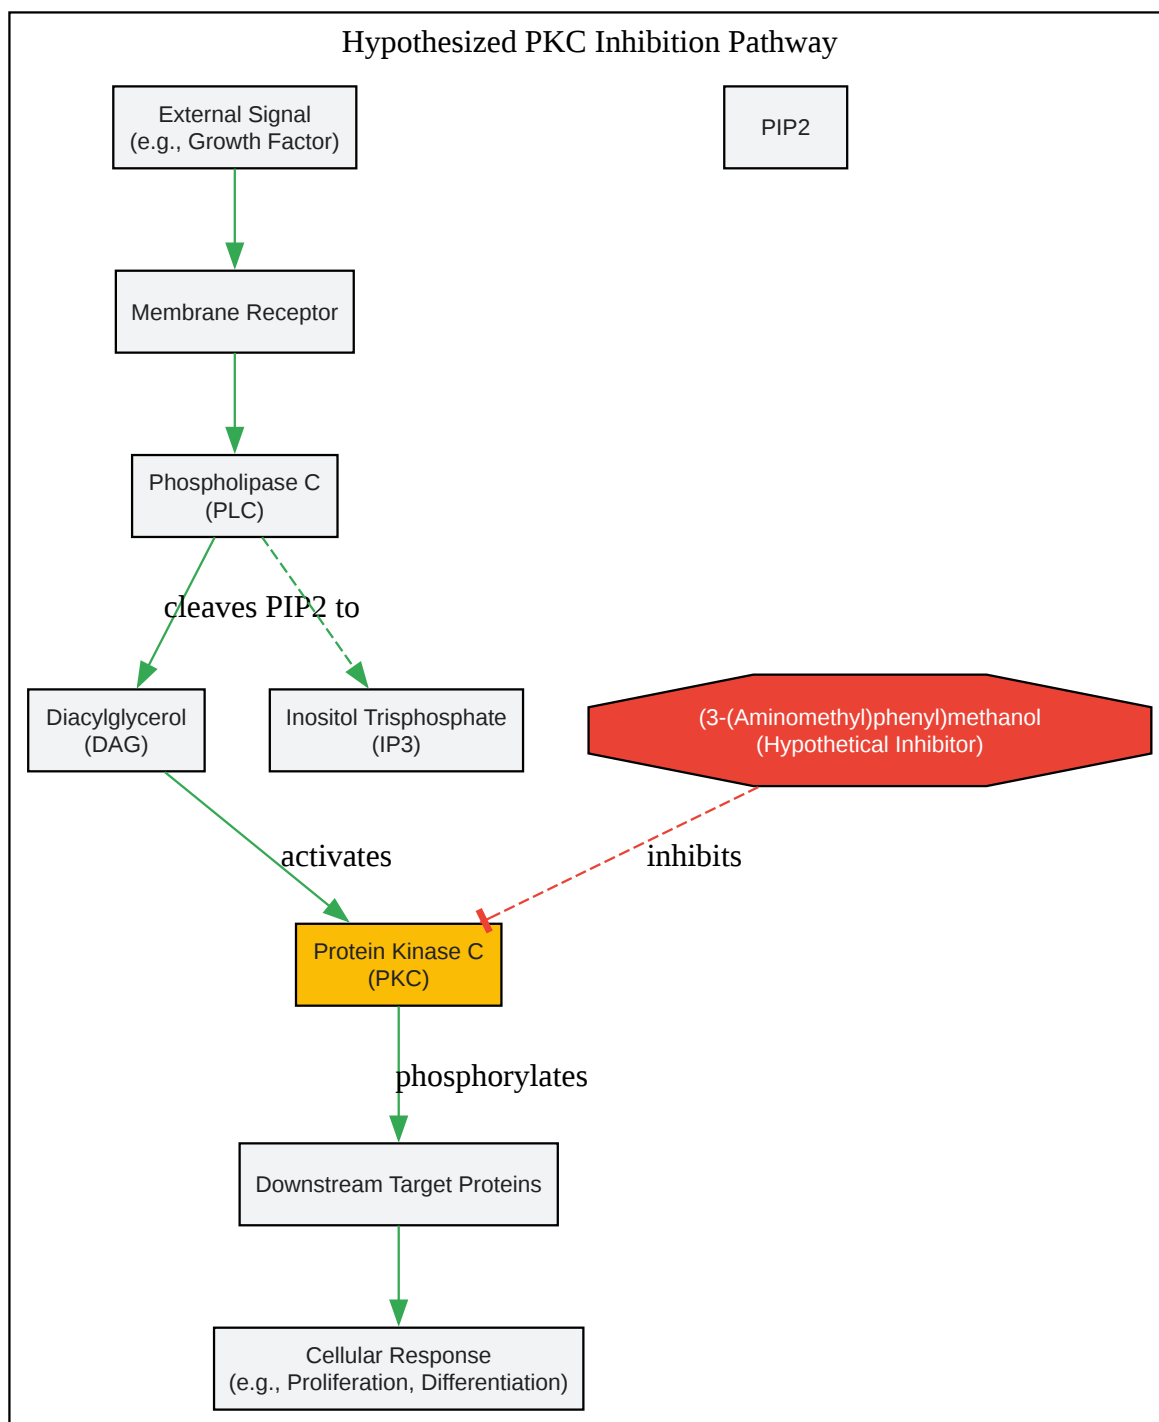 Hypothesized PKC Inhibition Pathway
External Signal
(e.g., Growth Factor)
PIP2
Membrane Receptor
Phospholipase C
(PLC)
cleaves PIP2 to
Diacylglycerol
(DAG)
Inositol Trisphosphate
(IP3)
(3-(Aminomethyl)phenyl)methanol
(Hypothetical Inhibitor)
activates
inhibits
Protein Kinase C
(PKC)
phosphorylates
Downstream Target Proteins
Cellular Response
(e.g., Proliferation, Differentiation)